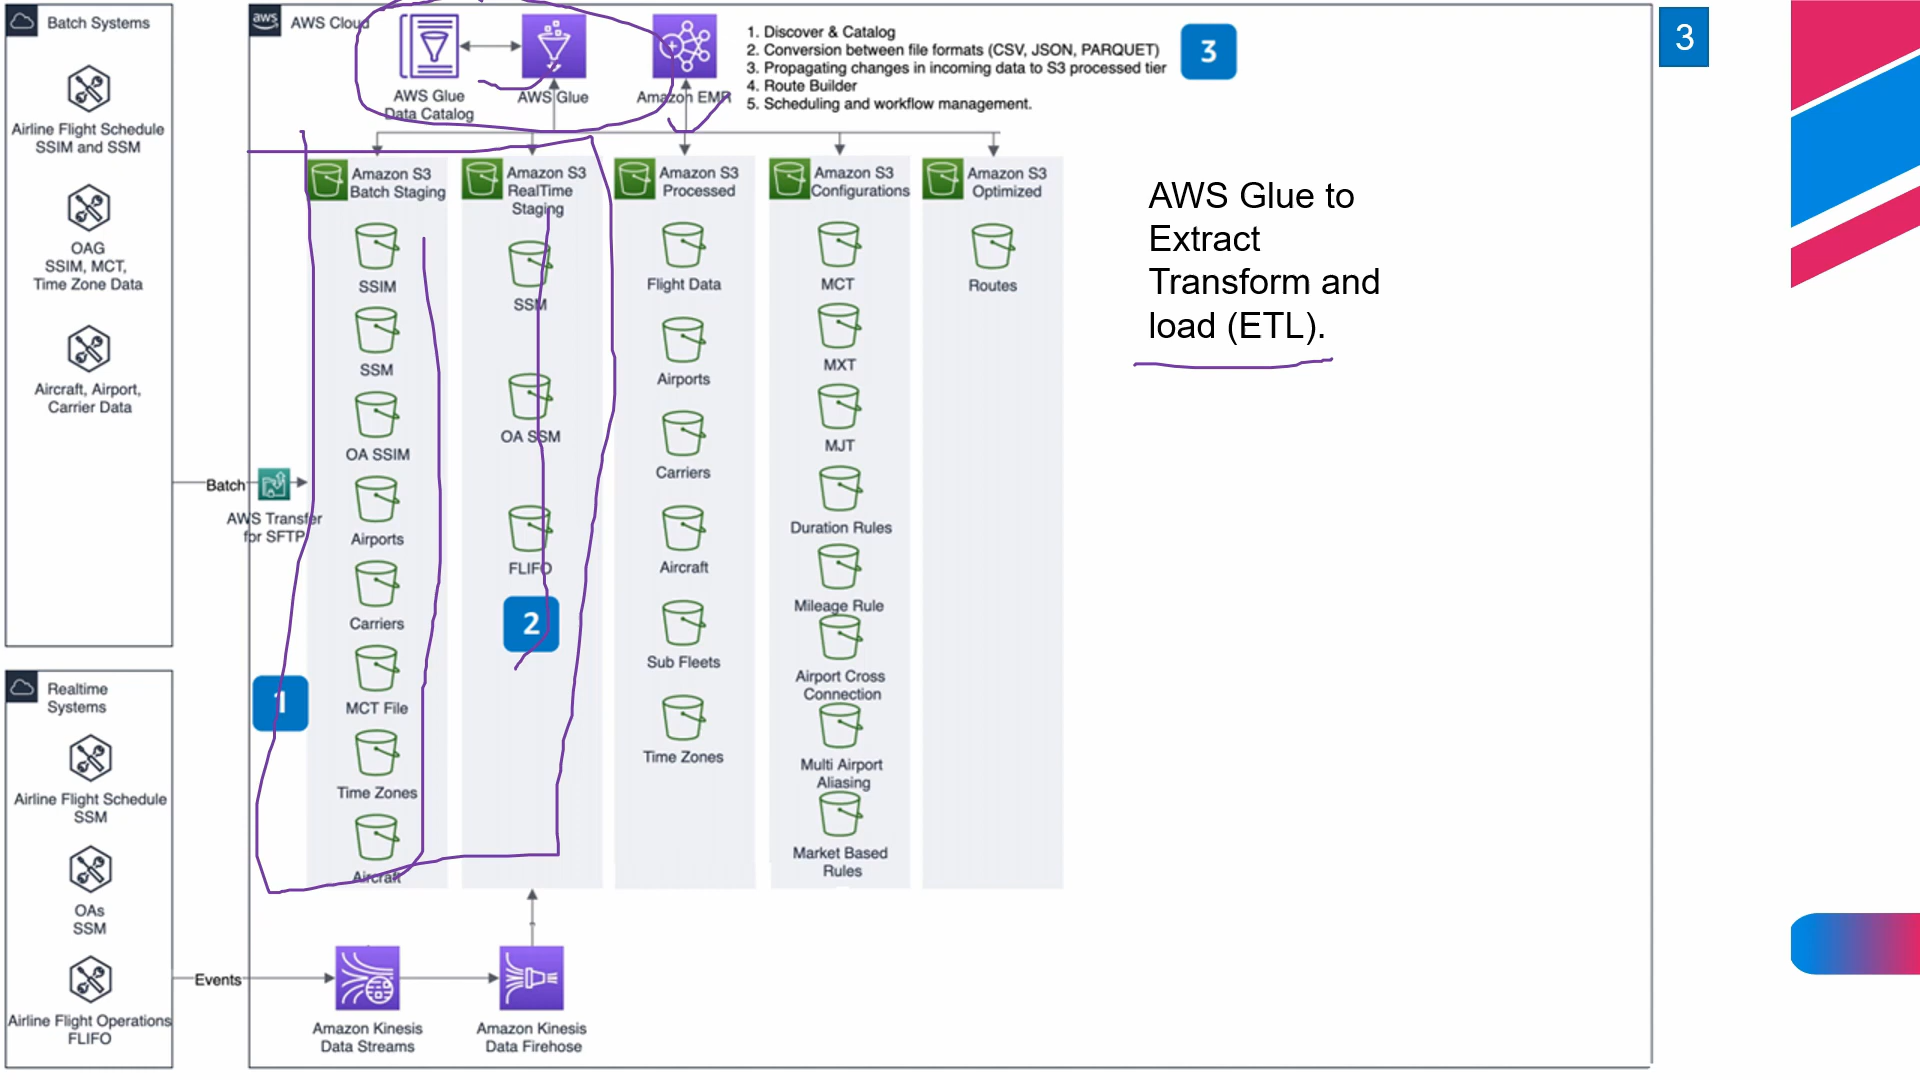 Batch Systems
Airline Flight Schedule
SSIM and SSM
OAG
SSIM, MCT,
Time Zone Data
Aircraft, Airport,
Carrier Data
Realtime
Systems
Airline Flight Schedule
SSM
OAs
SSM
Airline Flight Operations
FLIFO
Batch
AWS Transfer
for SFTP
Events
aws
AWS Cloud
AWS Glue
Data Catalog
AWS Glue
Amazon EMR
1. Discover & Catalog
2. Conversion between file formats (CSV, JSON, PARQUET)
3. Propagating changes in incoming data to S3 processed tier
4. Route Builder
5. Scheduling and workflow management.
3
3
Amazon S3
Batch Staging
SSIM
SSM
OA SSIM
Airports
Carriers
MCT File
Time Zones
Aircraft
1
Amazon S3
RealTime
Staging
SSM
OA SSM
FLIFO
2
Amazon S3
Processed
Flight Data
Airports
Carriers
Aircraft
Sub Fleets
Time Zones
Amazon S3
Configurations
MCT
MXT
MJT
Duration Rules
Mileage Rule
Airport Cross
Connection
Multi Airport
Aliasing
Market Based
Rules
Amazon S3
Optimized
Routes
Amazon Kinesis
Data Streams
Amazon Kinesis
Data Firehose
AWS Glue to
Extract
Transform and
load (ETL).